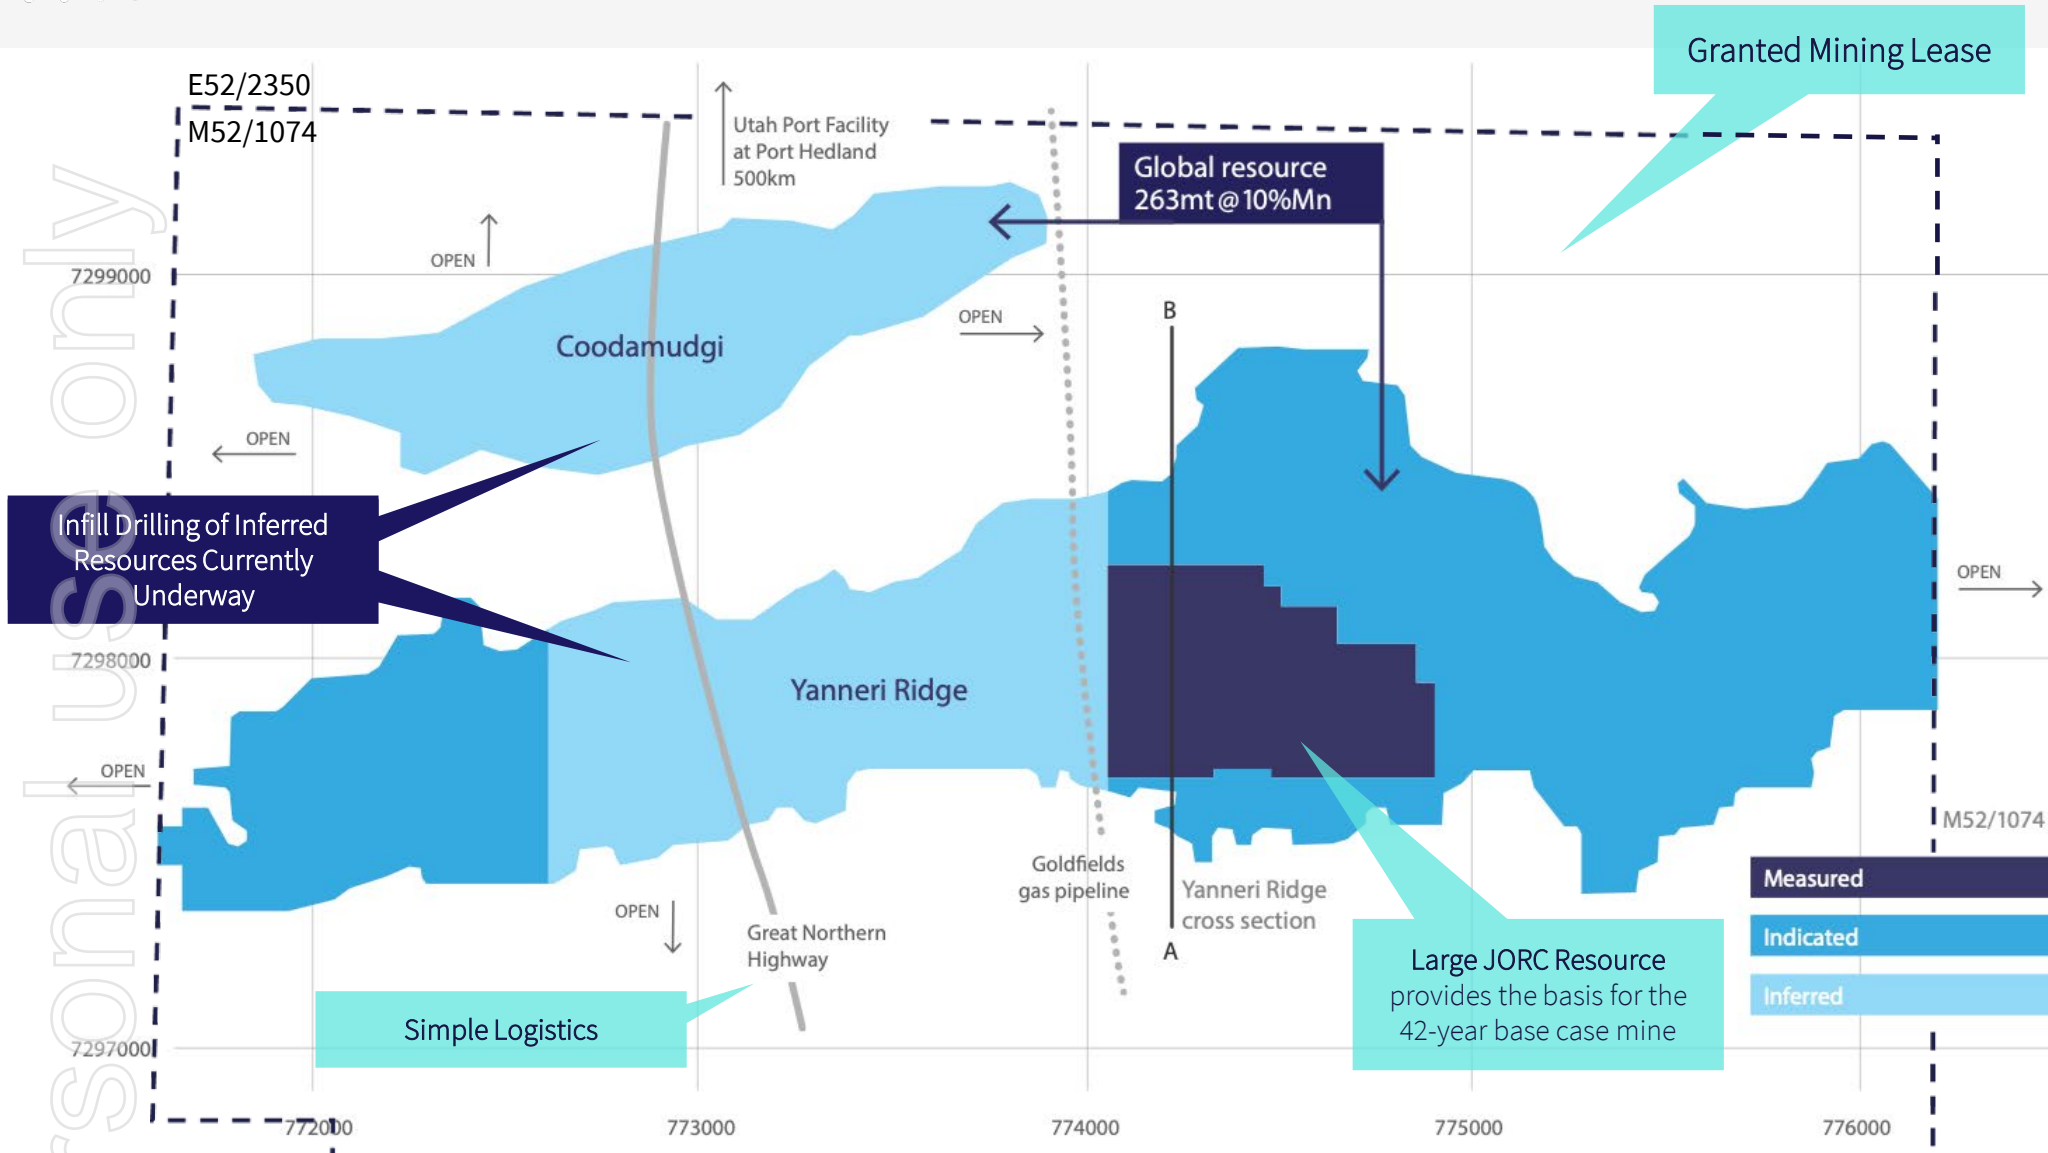 Granted Mining Lease
E52/2350
M52/1074
Utah Port Facility
at Port Hedland
500km
Global resource
263mt @ 10%Mn
OPEN
7299000
OPEN
B
Coodamudgi
OPEN
Infill Drilling of Inferred
Resources Currently
Underway
OPEN
7298000
Yanneri Ridge
OPEN
M52/1074
Goldfields
gas pipeline
Yanneri Ridge
cross section
A
OPEN
Great Northern
Highway
Measured
Indicated
Inferred
Large JORC Resource
provides the basis for the
42-year base case mine
Simple Logistics
7297000
772000
773000
774000
775000
776000
rsonal use only